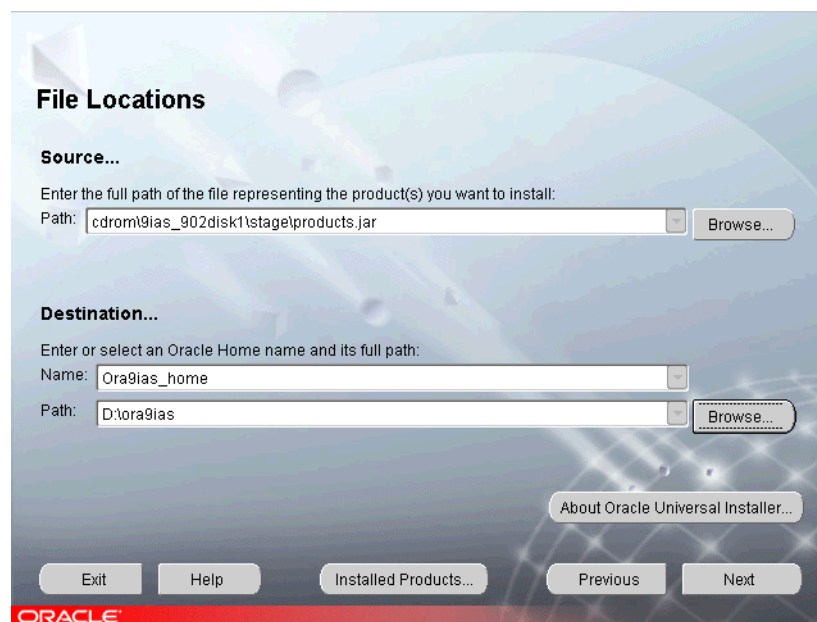 File Locations
Source...
Enter the full path of the file representing the product(s) you want to install:
Path: cdrom\9ias_902disk1\stage\products.jar Browse...
Destination...
Enter or select an Oracle Home name and its full path:
Name: Ora9ias_home
Path: D:\ora9ias Browse...
About Oracle Universal Installer...
Exit Help Installed Products... Previous Next
ORACLE